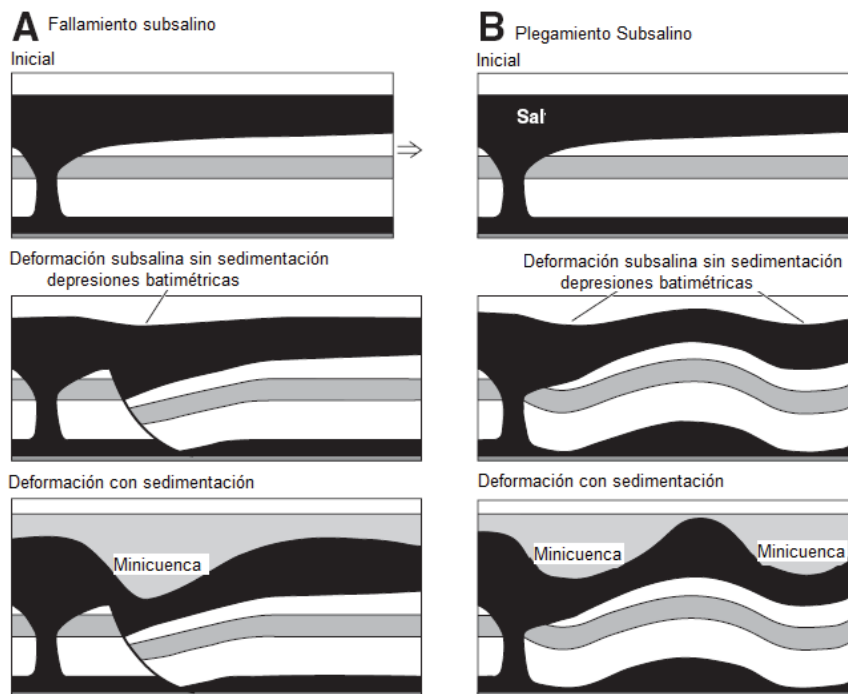 A Fallamiento subsalino
Inicial
Deformación subsalina sin sedimentación
depresiones batimétricas
Deformación con sedimentación
Minicuenca
B Plegamiento Subsalino
Inicial
Sal
Deformación subsalina sin sedimentación
depresiones batimétricas
Deformación con sedimentación
Minicuenca
Minicuenca